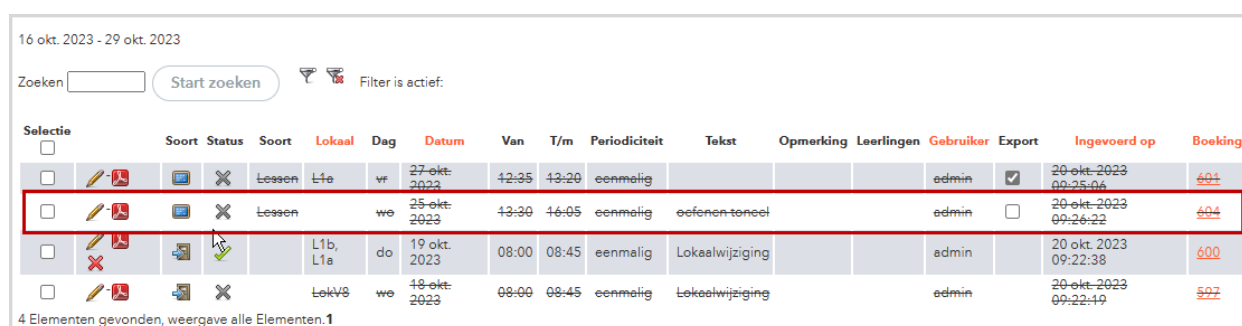 16 okt. 2023 - 29 okt. 2023
Zoeken Start zoeken Filter is actief:
Selectie Soort Status Soort Lokaal Dag Datum Van T/m Periodiciteit Tekst Opmerking Leerlingen Gebruiker Export Ingevoerd op Boeking
- Lessen L1a vr 27 okt. 2023 12:35 13:20 eenmalig admin 20 okt. 2023 09:25:06 601
- Lessen wo 25 okt. 2023 13:30 16:05 eenmalig oefenen toneel admin 20 okt. 2023 09:26:22 604
L1b, L1a do 19 okt. 2023 08:00 08:45 eenmalig Lokaalwijziging admin 20 okt. 2023 09:22:38 600
- LokV8 wo 18 okt. 2023 08:00 08:45 eenmalig Lokaalwijziging admin 20 okt. 2023 09:22:19 597
4 Elementen gevonden, weergave alle Elementen.1